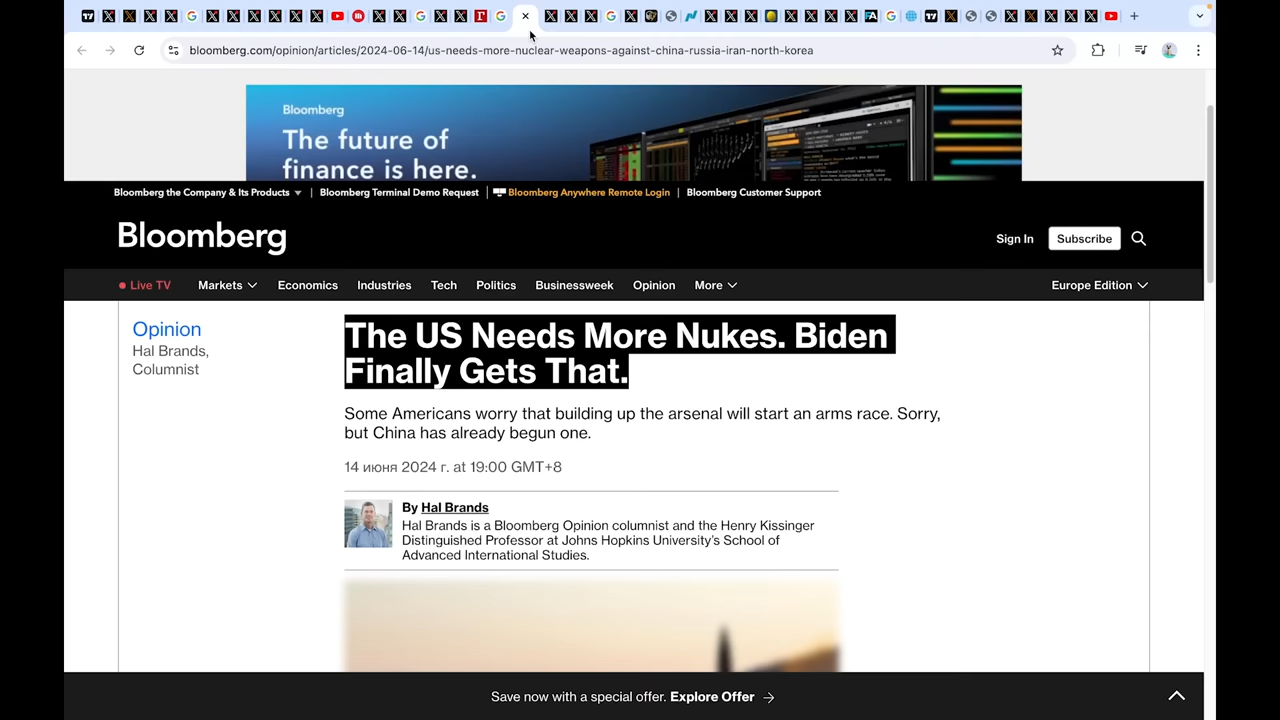 bloomberg.com/opinion/articles/2024-06-14/us-needs-more-nuclear-weapons-against-china-russia-iran-north-korea
Bloomberg
The future of
finance is here.
Bloomberg the Company & Its Products
Bloomberg Terminal Demo Request
Bloomberg Anywhere Remote Login
Bloomberg Customer Support
Bloomberg
Sign In
Subscribe
Live TV
Markets
Economics
Industries
Tech
Politics
Businessweek
Opinion
More
Europe Edition
Opinion
Hal Brands,
Columnist
The US Needs More Nukes. Biden
Finally Gets That.
Some Americans worry that building up the arsenal will start an arms race. Sorry,
but China has already begun one.
14 июня 2024 г. at 19:00 GMT+8
By Hal Brands
Hal Brands is a Bloomberg Opinion columnist and the Henry Kissinger
Distinguished Professor at Johns Hopkins University's School of
Advanced International Studies.
Save now with a special offer. Explore Offer